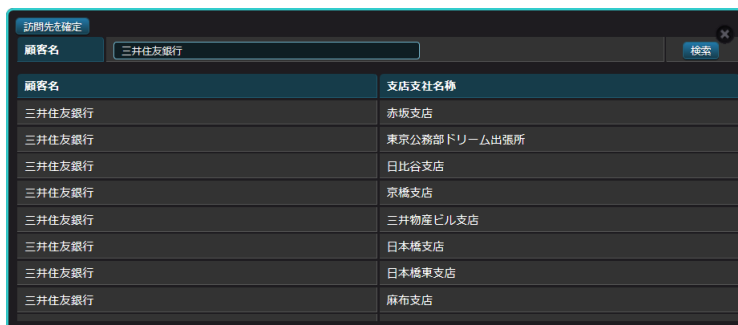 訪問先を確定
顧客名 三井住友銀行 検索
顧客名 支店支社名称
三井住友銀行 赤坂支店
三井住友銀行 東京公務部ドリーム出張所
三井住友銀行 日比谷支店
三井住友銀行 京橋支店
三井住友銀行 三井物産ビル支店
三井住友銀行 日本橋支店
三井住友銀行 日本橋東支店
三井住友銀行 麻布支店